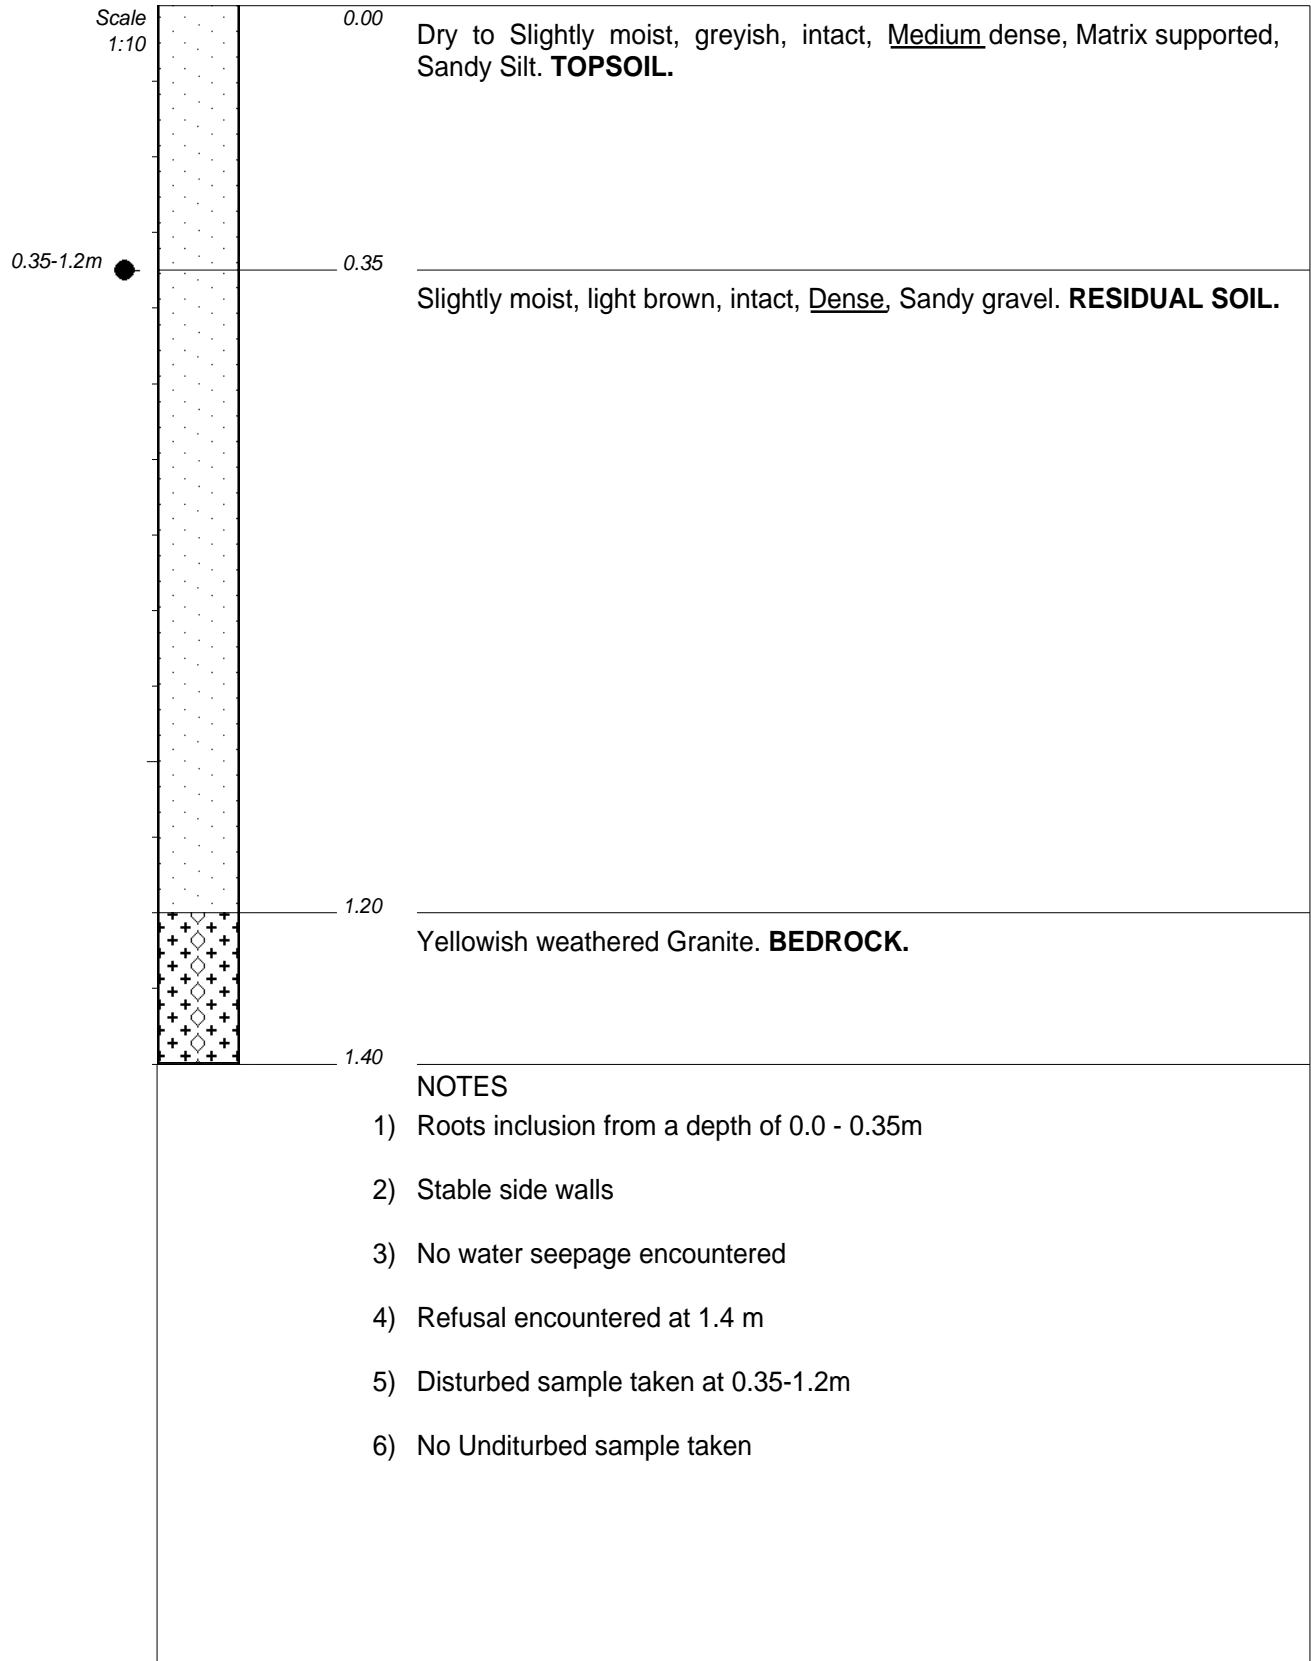 Scale
1:10
0.00
Dry to Slightly moist, greyish, intact, Medium dense, Matrix supported,
Sandy Silt. TOPSOIL.
0.35-1.2m
0.35
Slightly moist, light brown, intact, Dense, Sandy gravel. RESIDUAL SOIL.
1.20
Yellowish weathered Granite. BEDROCK.
1.40
NOTES
1) Roots inclusion from a depth of 0.0 - 0.35m
2) Stable side walls
3) No water seepage encountered
4) Refusal encountered at 1.4 m
5) Disturbed sample taken at 0.35-1.2m
6) No Unditurbed sample taken